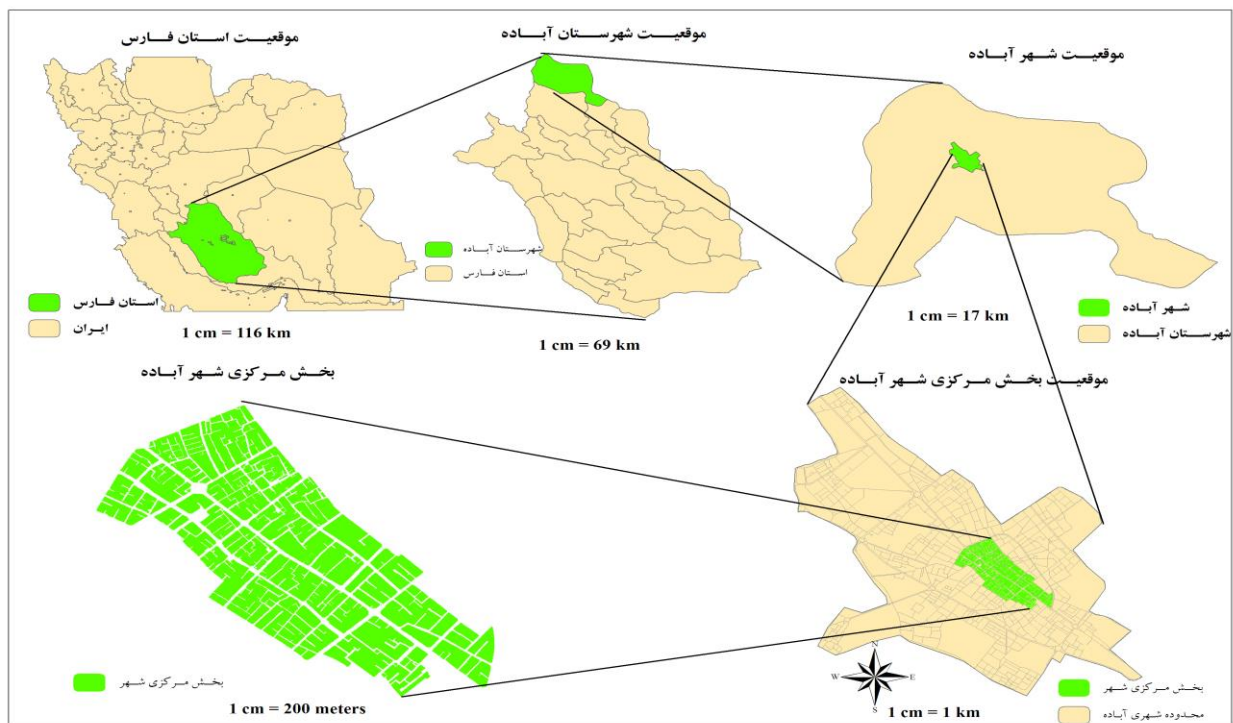 موقعیت استان فارس
استان فارس
ایران
1 cm = 116 km
موقعیت شهرستان آباده
شهرستان آباده
استان فارس
1 cm = 69 km
موقعیت شهر آباده
شهر آباده
شهرستان آباده
1 cm = 17 km
موقعیت بخش مرکزی شهر آباده
N
W
E
S
بخش مرکزی شهر
محدوده شهری آباده
1 cm = 1 km
بخش مرکزی شهر آباده
بخش مرکزی شهر
1 cm = 200 meters